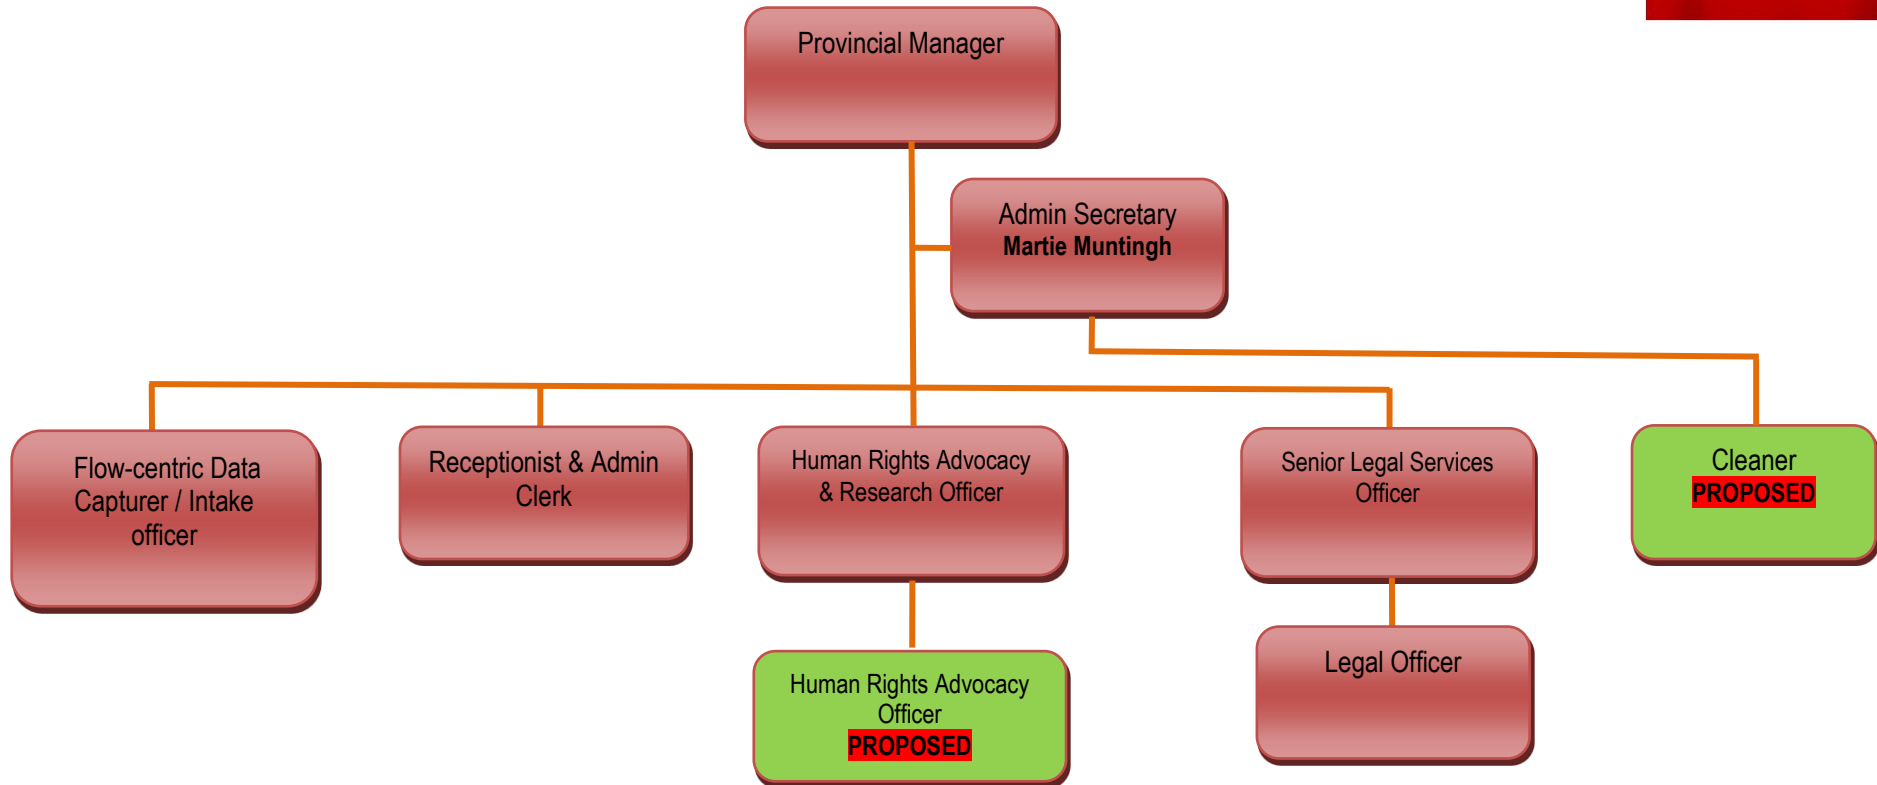 Provincial Manager
Admin Secretary
Martie Muntingh
Flow-centric Data
Capturer / Intake
officer
Receptionist & Admin
Clerk
Human Rights Advocacy
& Research Officer
Senior Legal Services
Officer
Cleaner
PROPOSED
Human Rights Advocacy
Officer
PROPOSED
Legal Officer